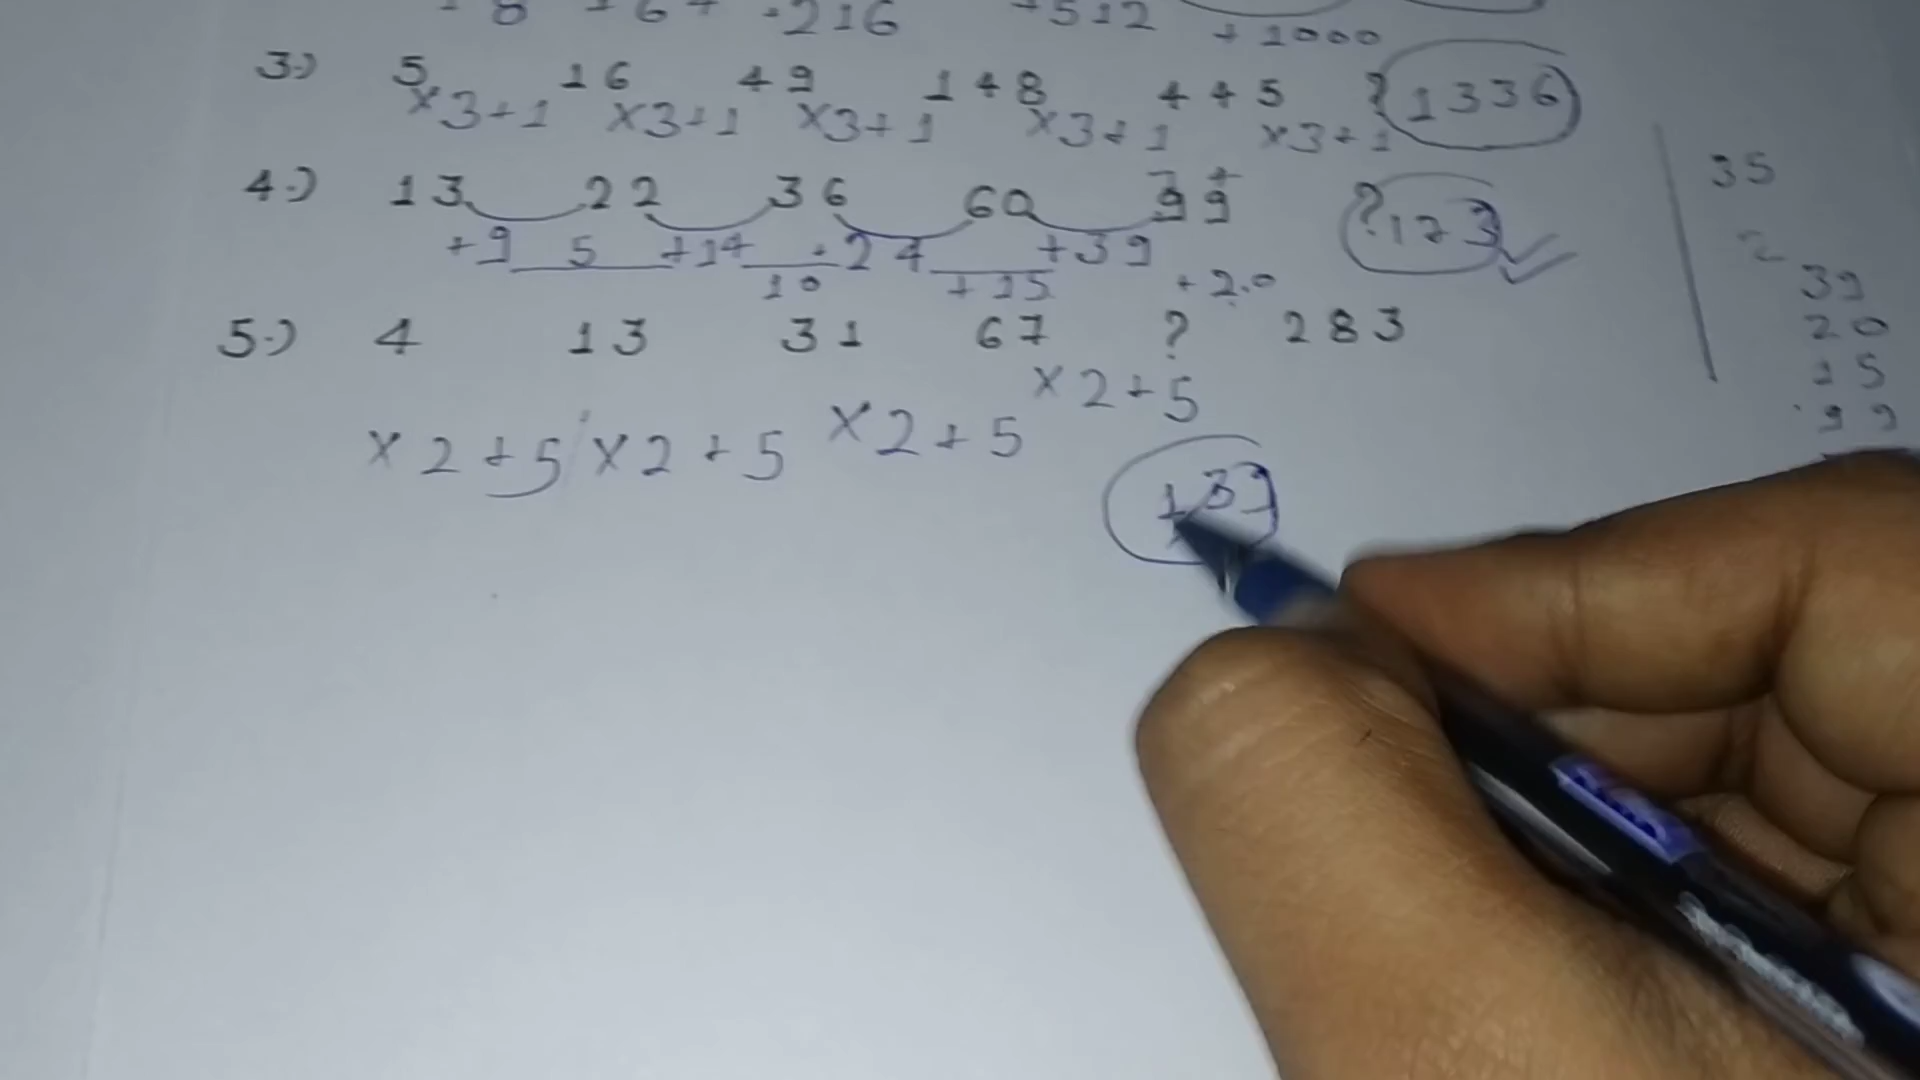 8 +64 +216 +512 +1000
3.) 5 16 49 148 445 ? 1336
×3+1 ×3+1 ×3+1 ×3+1 ×3+1
4.) 13 22 36 60 99 ? 173
+9 5 +14 +24 +39
10 +15 +20
5.) 4 13 31 67 ? 283
×2+5 ×2+5 ×2+5 ×2+5
139
35
39
20
15
99